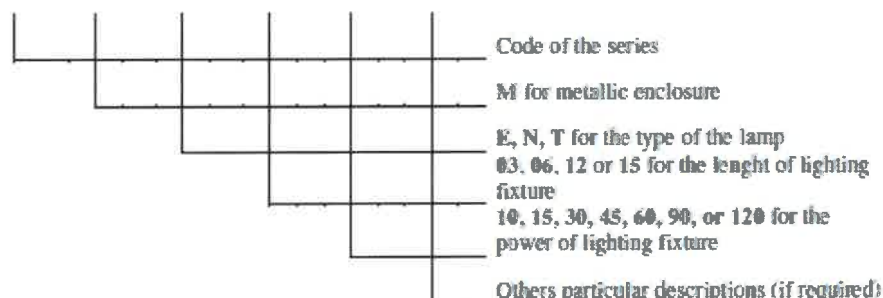 Code of the series
M for metallic enclosure
E, N, T for the type of the lamp
03, 06, 12 or 15 for the lenght of lighting
fixture
10, 15, 30, 45, 60, 90, or 120 for the
power of lighting fixture
Others particular descriptions (if required)